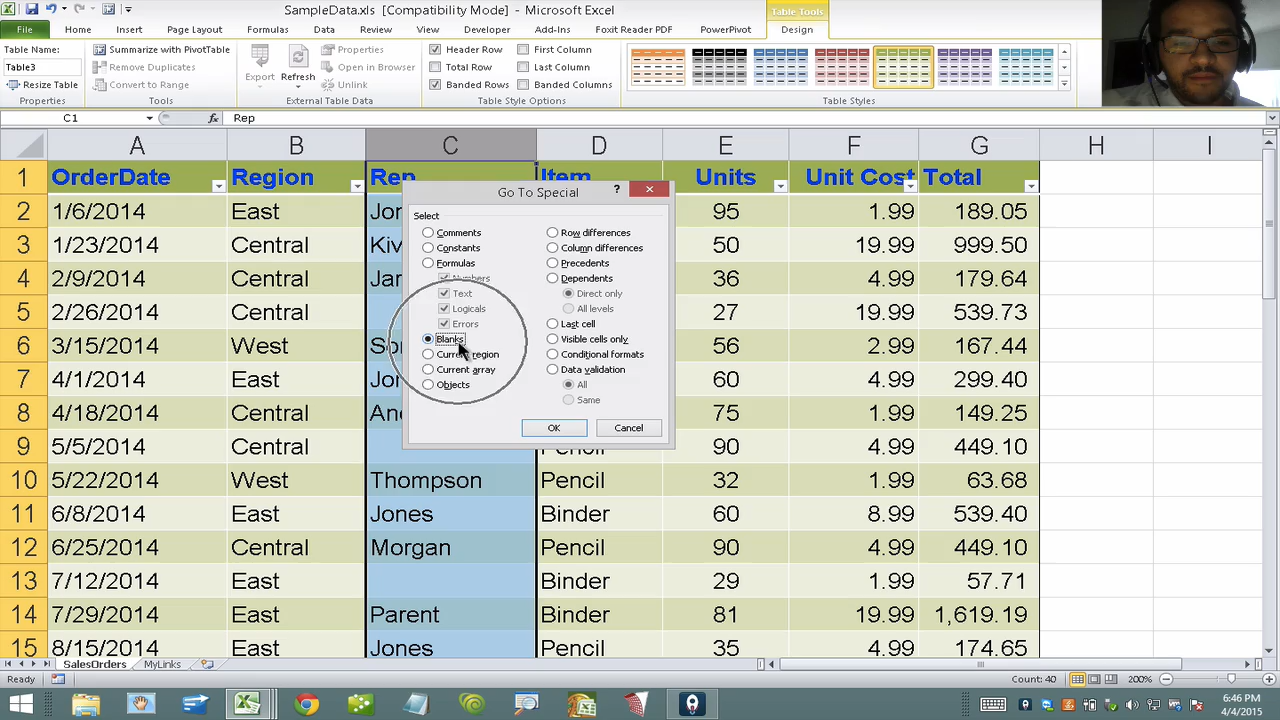 SampleData.xls [Compatibility Mode] - Microsoft Excel
Table Tools
File Home Insert Page Layout Formulas Data Review View Developer Add-Ins Foxit Reader PDF PowerPivot Design
Table Name:
Table3
Resize Table
Properties
Summarize with PivotTable
Remove Duplicates
Convert to Range
Tools
Export
Refresh
Properties
Open in Browser
Unlink
External Table Data
Header Row First Column
Total Row Last Column
Banded Rows Banded Columns
Table Style Options
Table Styles
C1 fx Rep
A B C D E F G H I
1 OrderDate Region Rep Item Units Unit Cost Total
2 1/6/2014 East 95 1.99 189.05
3 1/23/2014 Central 50 19.99 999.50
4 2/9/2014 Central 36 4.99 179.64
5 2/26/2014 Central 27 19.99 539.73
6 3/15/2014 West 56 2.99 167.44
7 4/1/2014 East 60 4.99 299.40
8 4/18/2014 Central 75 1.99 149.25
9 5/5/2014 Central Pencil 90 4.99 449.10
10 5/22/2014 West Thompson Pencil 32 1.99 63.68
11 6/8/2014 East Jones Binder 60 8.99 539.40
12 6/25/2014 Central Morgan Pencil 90 4.99 449.10
13 7/12/2014 East Binder 29 1.99 57.71
14 7/29/2014 East Parent Binder 81 19.99 1,619.19
15 8/15/2014 East Jones Pencil 35 4.99 174.65
Go To Special
Select
Comments
Constants
Formulas
Numbers
Text
Logicals
Errors
Blanks
Current region
Current array
Objects
Row differences
Column differences
Precedents
Dependents
Direct only
All levels
Last cell
Visible cells only
Conditional formats
Data validation
All
Same
OK Cancel
SalesOrders MyLinks
Ready Count: 40 200%
6:46 PM
4/4/2015